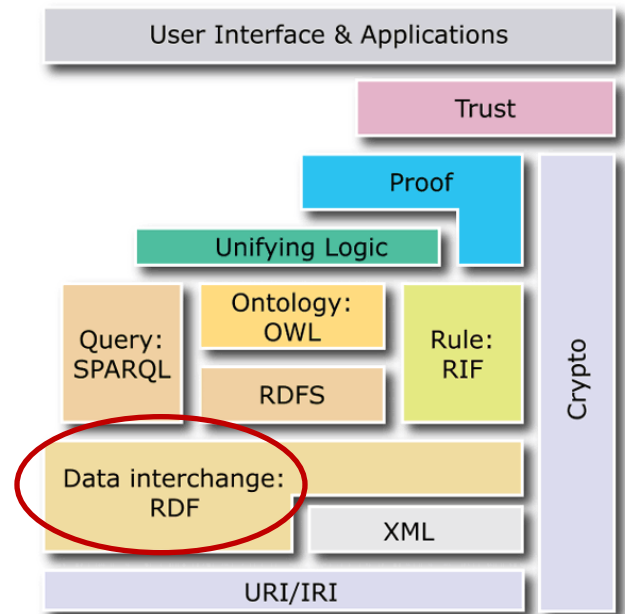 User Interface & Applications
Trust
Proof
Unifying Logic
Query:
SPARQL
Ontology:
OWL
RDFS
Rule:
RIF
Crypto
Data interchange:
RDF
XML
URI/IRI